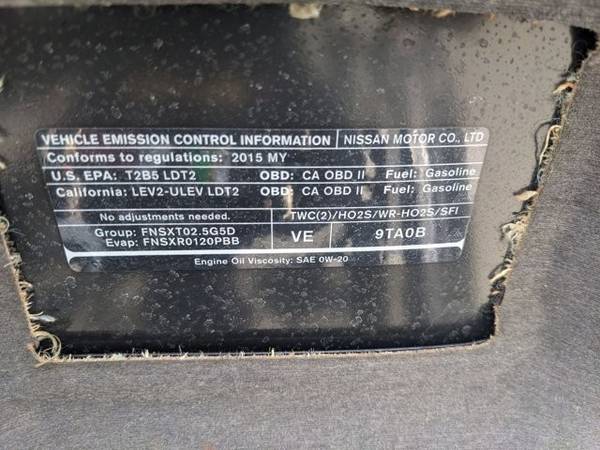 VEHICLE EMISSION CONTROL INFORMATION NISSAN MOTOR CO., LTD
Conforms to regulations: 2015 MY
U.S. EPA: T2B5 LDT2 OBD: CA OBD II Fuel: Gasoline
California: LEV2-ULEV LDT2 OBD: CA OBD II Fuel: Gasoline
No adjustments needed. TWC(2)/HO2S/WR-HO2S/SFI
Group: FNSXT02.5G5D
Evap: FNSXR0120PBB VE 9TA0B
Engine Oil Viscosity: SAE 0W-20